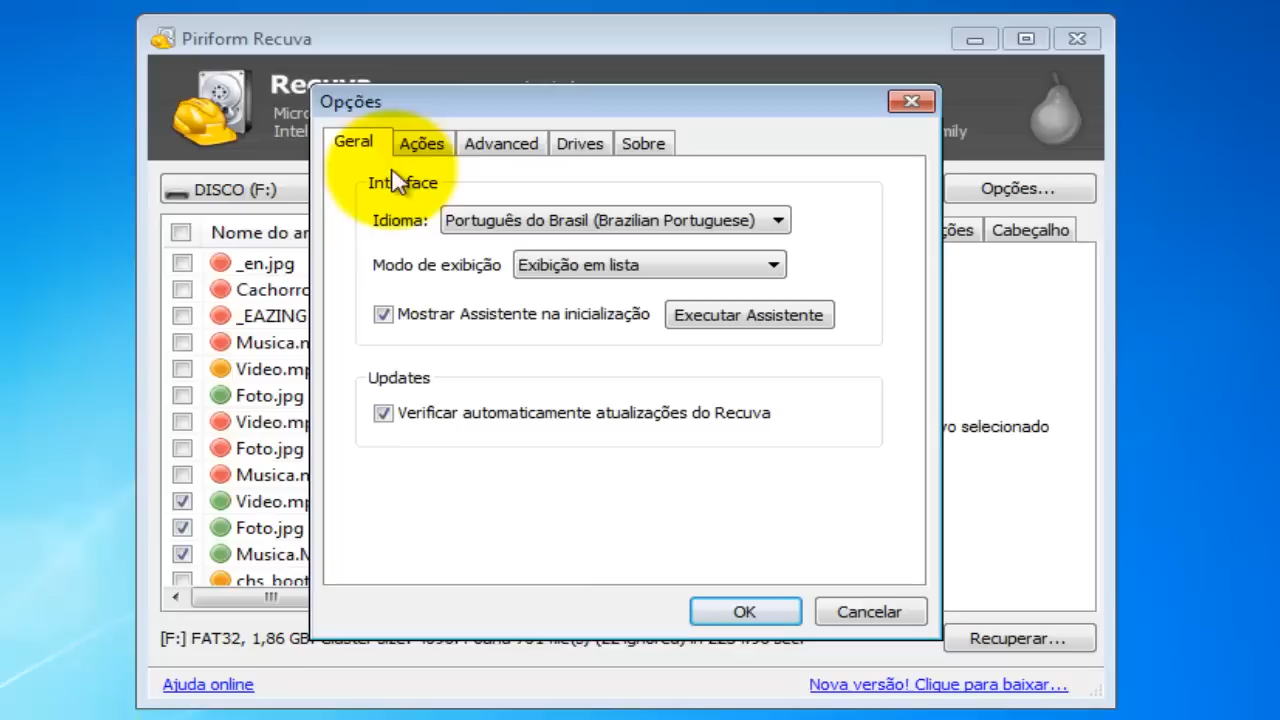 Piriform Recuva
Recuva
Opções
Micro
Intel
mily
Geral Ações Advanced Drives Sobre
DISCO (F:)
Opções...
Interface
Idioma: Português do Brasil (Brazilian Portuguese)
Nome do ar
ções Cabeçalho
_en.jpg
Modo de exibição Exibição em lista
Cachorro
_EAZING
Mostrar Assistente na inicialização Executar Assistente
Musica.m
Video.mp
Updates
Foto.jpg
Verificar automaticamente atualizações do Recuva
Video.mp
vo selecionado
Foto.jpg
Musica.m
Video.mp
Foto.jpg
Musica.M
chs_boot
OK Cancelar
[F:] FAT32, 1,86 GB.
Recuperar...
Ajuda online
Nova versão! Clique para baixar...